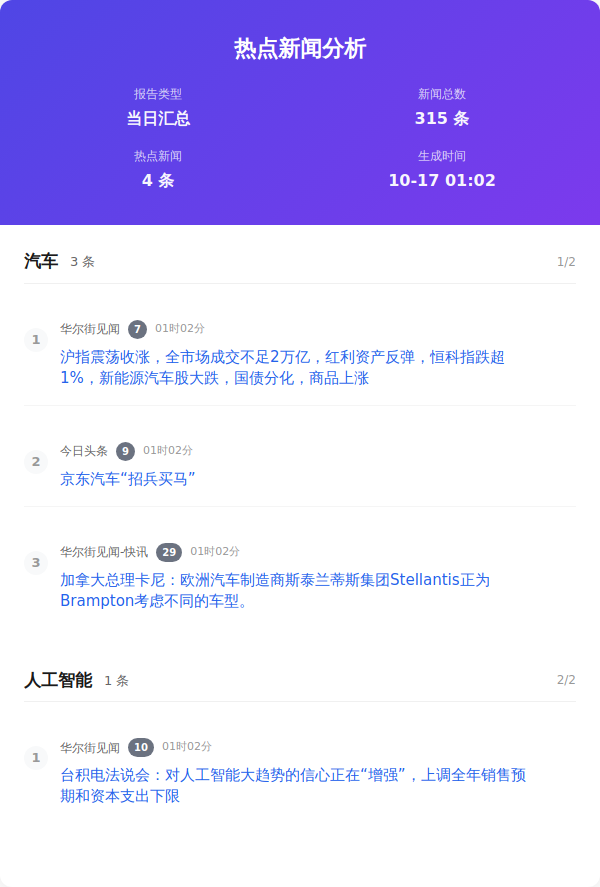 热点新闻分析
报告类型
当日汇总
新闻总数
315 条
热点新闻
4 条
生成时间
10-17 01:02
汽车 3 条 1/2
1
华尔街见闻 7 01时02分
沪指震荡收涨，全市场成交不足2万亿，红利资产反弹，恒科指跌超
1%，新能源汽车股大跌，国债分化，商品上涨
2
今日头条 9 01时02分
京东汽车“招兵买马”
3
华尔街见闻-快讯 29 01时02分
加拿大总理卡尼：欧洲汽车制造商斯泰兰蒂斯集团Stellantis正为
Brampton考虑不同的车型。
人工智能 1 条 2/2
1
华尔街见闻 10 01时02分
台积电法说会：对人工智能大趋势的信心正在“增强”，上调全年销售预
期和资本支出下限